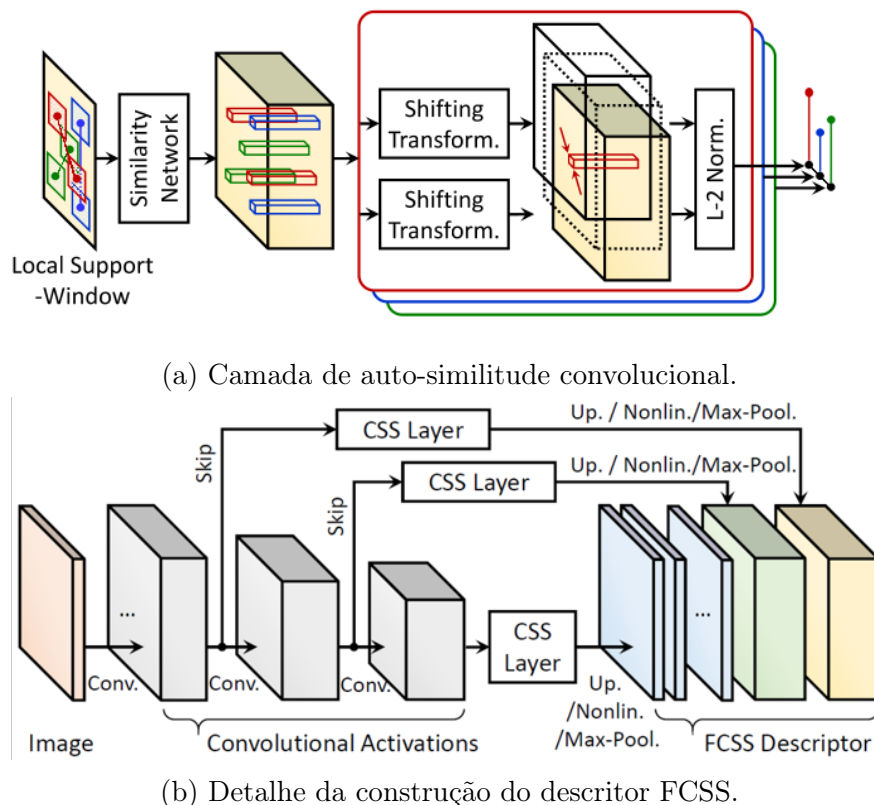 Local Support
-Window
Similarity
Network
Shifting
Transform.
Shifting
Transform.
L-2 Norm.
(a) Camada de auto-similitude convolucional.
Up. / Nonlin./Max-Pool.
CSS Layer
Skip
Up. / Nonlin./Max-Pool.
CSS Layer
Skip
...
...
CSS
Layer
Conv.
Conv.
Conv.
Up.
/Nonlin.
/Max-Pool.
Image
Convolutional Activations
FCSS Descriptor
(b) Detalhe da construção do descritor FCSS.